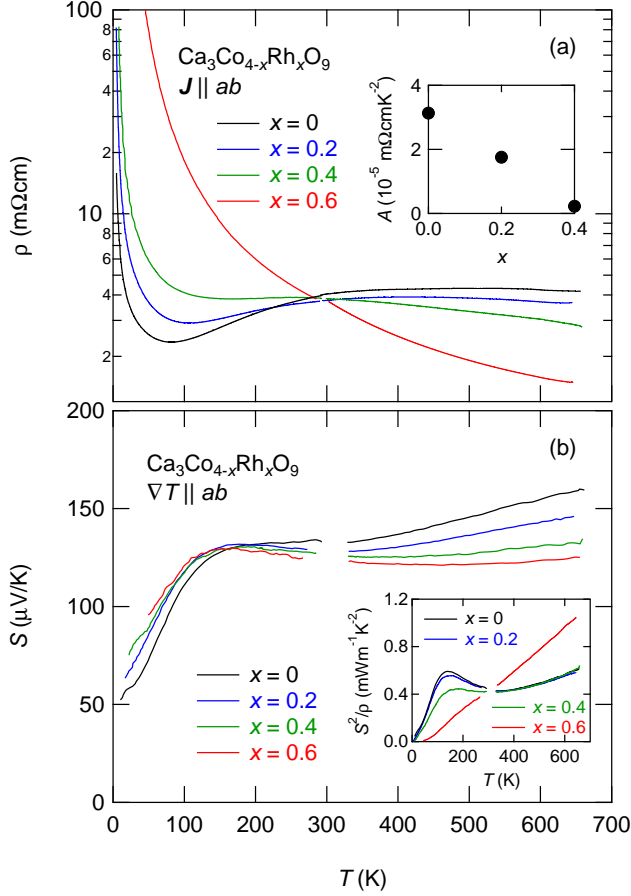 100
8
6
4
2
10
8
6
4
2
ρ (mΩcm)
Ca3Co4-xRhxO9
J || ab
x = 0
x = 0.2
x = 0.4
x = 0.6
(a)
4
2
0
A (10-5 mΩcmK-2)
0.0
0.2
0.4
x
200
150
100
50
0
S (μV/K)
Ca3Co4-xRhxO9
∇T || ab
(b)
x = 0
x = 0.2
x = 0.4
x = 0.6
1.2
0.8
0.4
0.0
S2/ρ (mWm-1K-2)
x = 0
x = 0.2
x = 0.4
x = 0.6
0
200
400
600
T (K)
0
100
200
300
400
500
600
700
T (K)